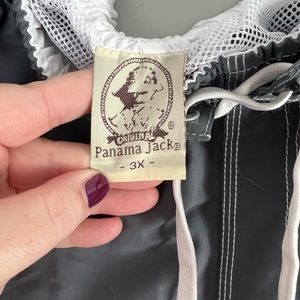 ORIGINAL
Panama Jack®
- 3X -